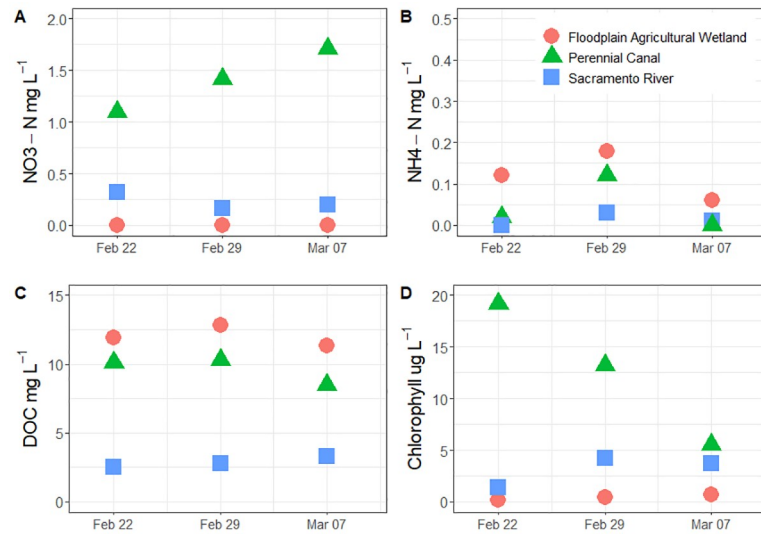 A
NO3 – N mg L⁻¹
2.0
1.5
1.0
0.5
0.0
Feb 22 Feb 29 Mar 07
B
NH4 – N mg L⁻¹
0.5
0.4
0.3
0.2
0.1
0.0
Floodplain Agricultural Wetland
Perennial Canal
Sacramento River
Feb 22 Feb 29 Mar 07
C
DOC mg L⁻¹
15
10
5
0
Feb 22 Feb 29 Mar 07
D
Chlorophyll ug L⁻¹
20
15
10
5
0
Feb 22 Feb 29 Mar 07